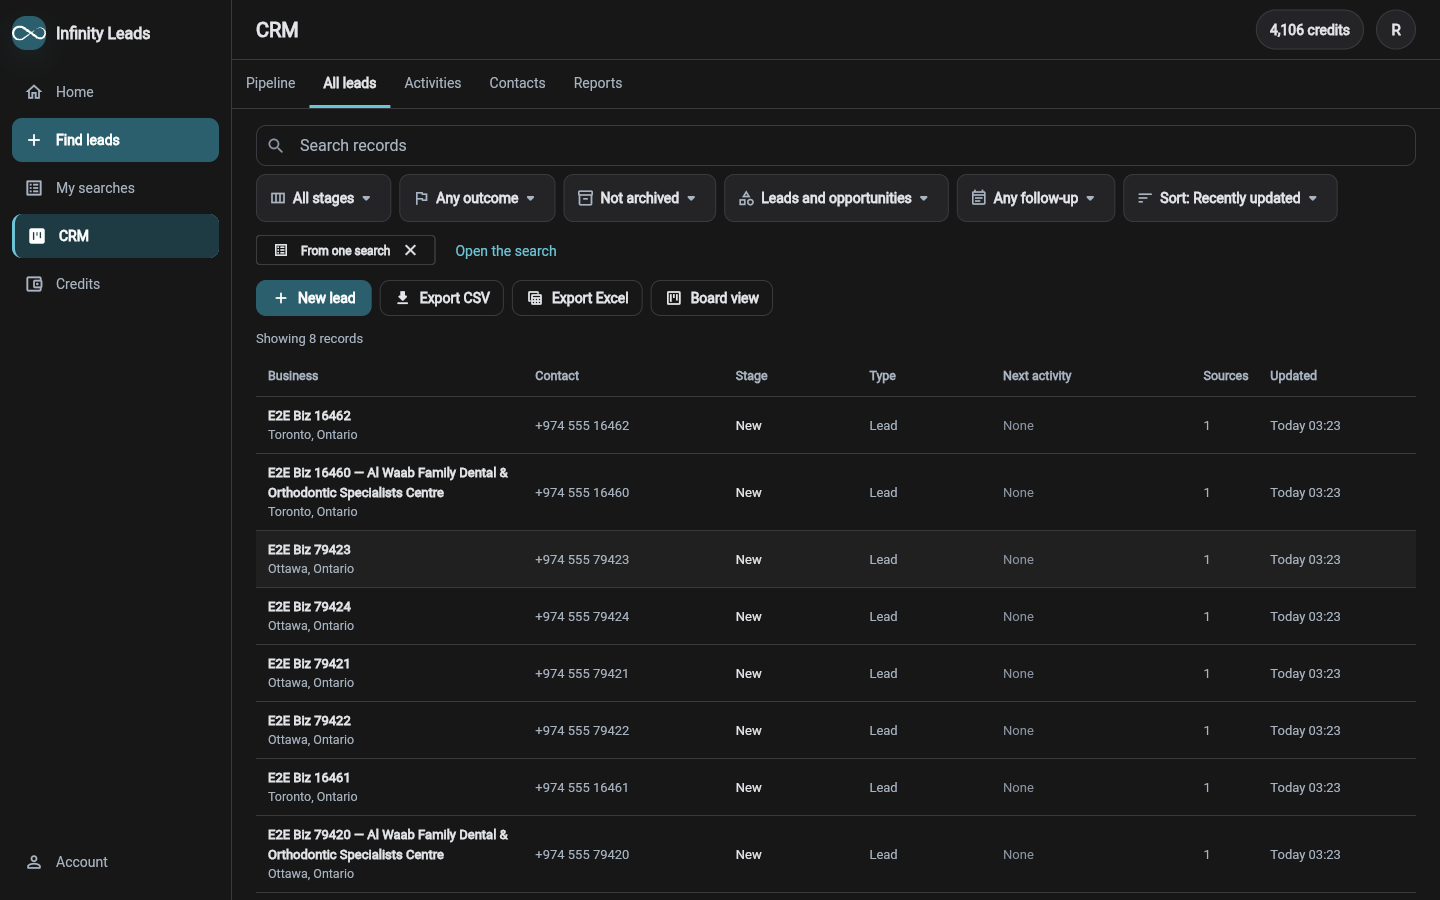 Infinity Leads
CRM
4,106 credits
R
Home
Find leads
My searches
CRM
Credits
Account
Pipeline
All leads
Activities
Contacts
Reports
Search records
All stages
Any outcome
Not archived
Leads and opportunities
Any follow-up
Sort: Recently updated
From one search
Open the search
New lead
Export CSV
Export Excel
Board view
Showing 8 records
Business Contact Stage Type Next activity Sources Updated
E2E Biz 16462
Toronto, Ontario
+974 555 16462 New Lead None 1 Today 03:23
E2E Biz 16460 — Al Waab Family Dental &
Orthodontic Specialists Centre
Toronto, Ontario
+974 555 16460 New Lead None 1 Today 03:23
E2E Biz 79423
Ottawa, Ontario
+974 555 79423 New Lead None 1 Today 03:23
E2E Biz 79424
Ottawa, Ontario
+974 555 79424 New Lead None 1 Today 03:23
E2E Biz 79421
Ottawa, Ontario
+974 555 79421 New Lead None 1 Today 03:23
E2E Biz 79422
Ottawa, Ontario
+974 555 79422 New Lead None 1 Today 03:23
E2E Biz 16461
Toronto, Ontario
+974 555 16461 New Lead None 1 Today 03:23
E2E Biz 79420 — Al Waab Family Dental &
Orthodontic Specialists Centre
Ottawa, Ontario
+974 555 79420 New Lead None 1 Today 03:23